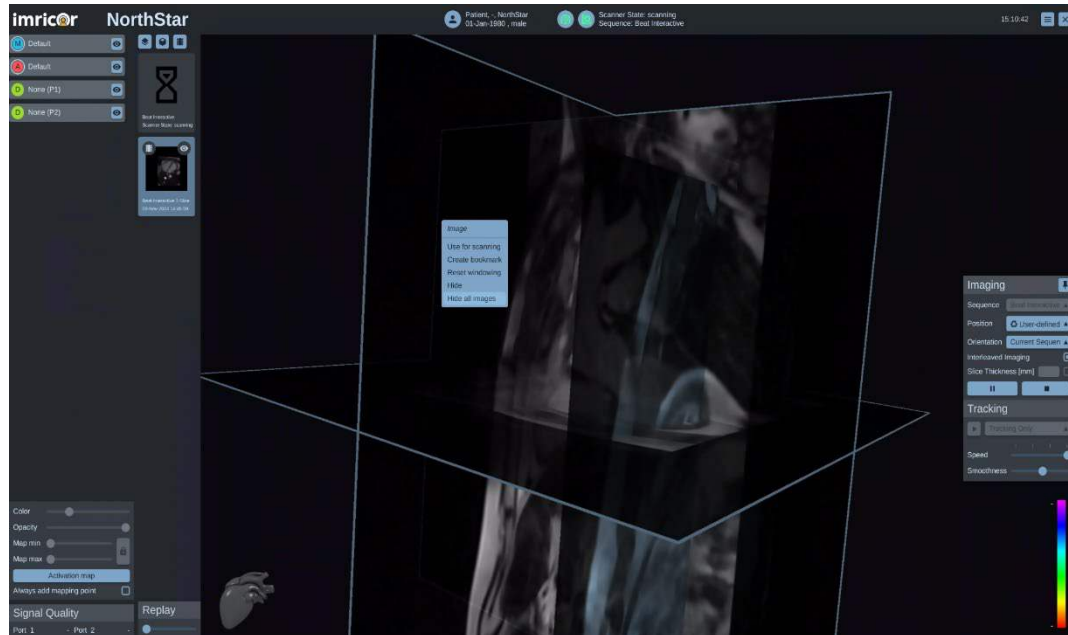 imricor
NorthStar
Patient, -, NorthStar
01-Jan-1980 , male
Scanner State: scanning
Sequence: Beat Interactive
15:10:42
M Default
A Default
D None (P1)
D None (P2)
Beat Interactive
Scanner State: scanning
Image
Use for scanning
Create bookmark
Reset windowing
Hide
Hide all images
Imaging
Sequence Beat Interactive
Position User-defined
Orientation Current Sequen
Interleaved Imaging
Slice Thickness [mm]
Tracking
Tracking Only
Speed
Smoothness
Color
Opacity
Map min
Map max
Activation map
Always add mapping point
Signal Quality
Port 1 - Port 2 -
Replay